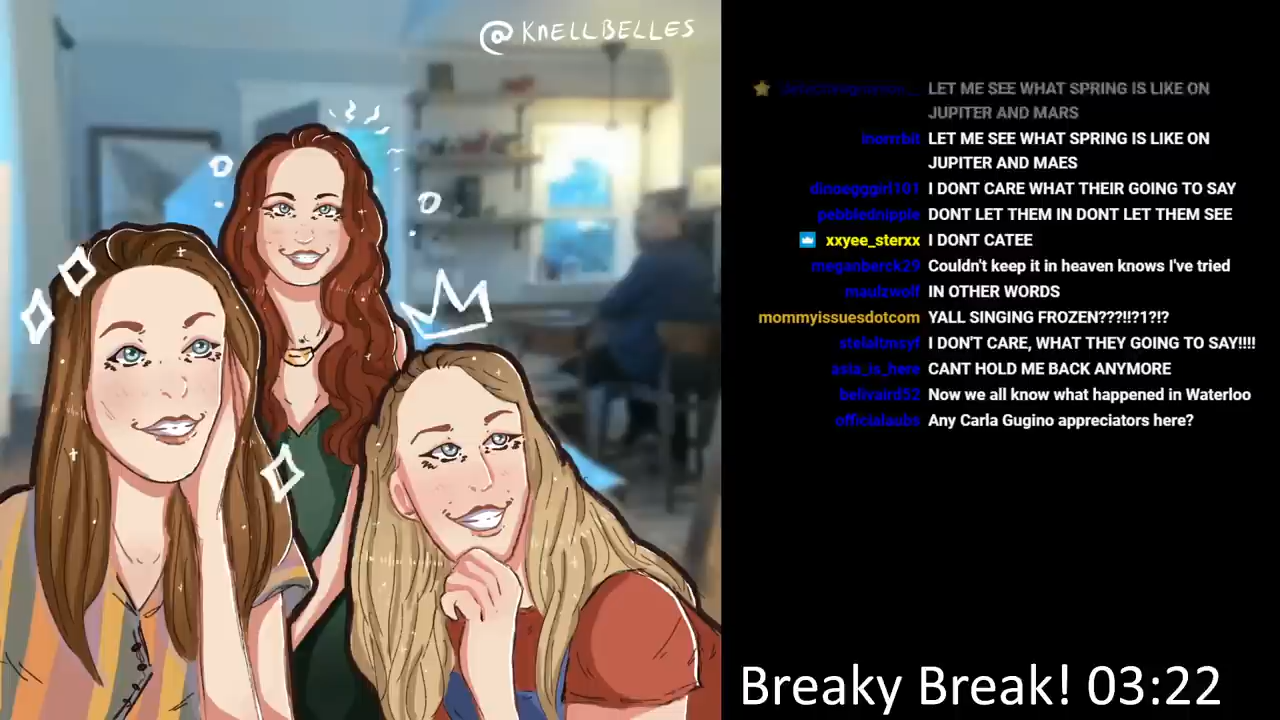 @KNELLBELLES
LET ME SEE WHAT SPRING IS LIKE ON
JUPITER AND MARS
inorrrbit LET ME SEE WHAT SPRING IS LIKE ON
JUPITER AND MAES
dinoegggirl101 I DONT CARE WHAT THEIR GOING TO SAY
pebblednipple DONT LET THEM IN DONT LET THEM SEE
xxyee_sterxx I DONT CATEE
meganberck29 Couldn't keep it in heaven knows I've tried
maulzwolf IN OTHER WORDS
mommyissuesdotcom YALL SINGING FROZEN???!!?1?!?
I DON'T CARE, WHAT THEY GOING TO SAY!!!!
asia_is_here CANT HOLD ME BACK ANYMORE
belivaird52 Now we all know what happened in Waterloo
officialaubs Any Carla Gugino appreciators here?
Breaky Break! 03:22